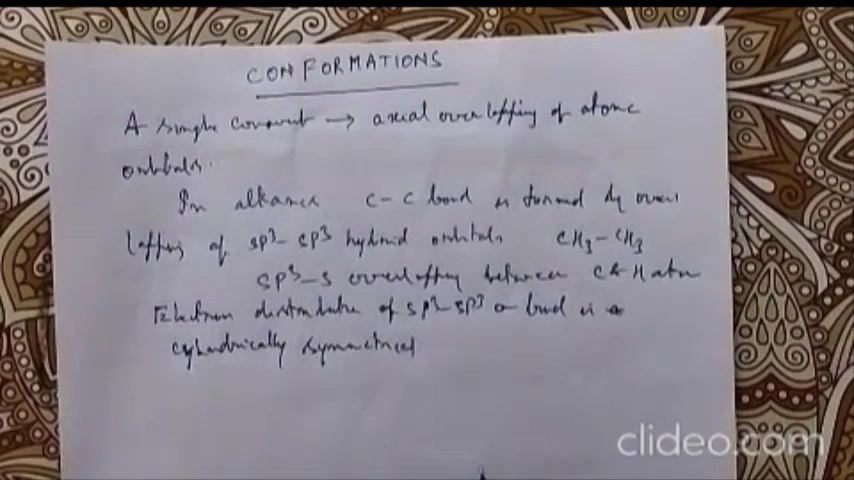 CONFORMATIONS
A single covalent → axial overlapping of atomic
orbitals.
In alkanes C-C bond is formed by over
lapping of sp³-sp³ hybrid orbitals CH₃-CH₃
sp³-s overlapping between C & H atom
Electron distribution of sp³-sp³ σ bond is
cylindrically symmetrical
clideo.com